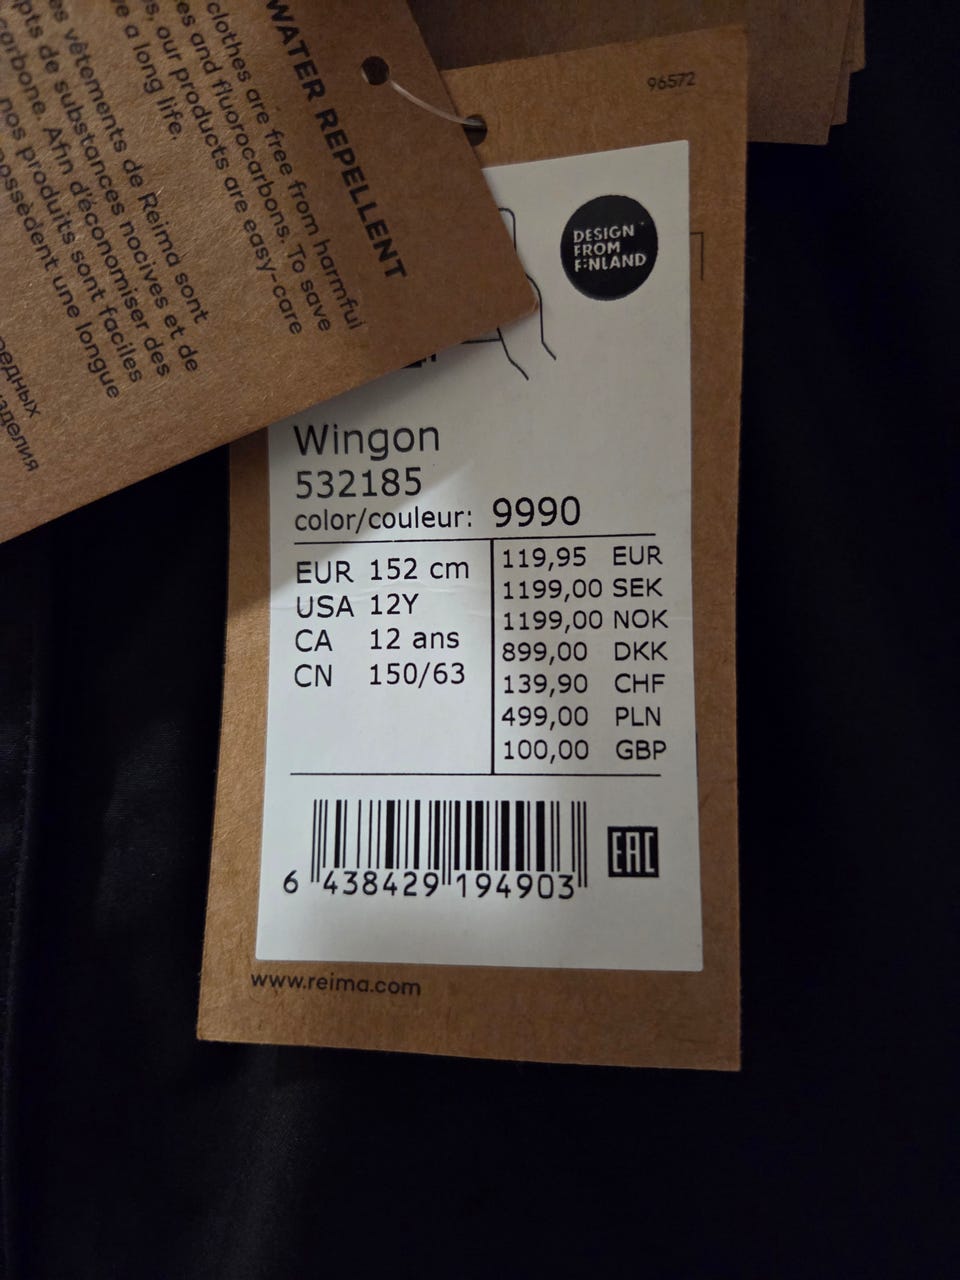 WATER REPELLENT
clothes are free from harmful
es and fluorocarbons. To save
our products are easy-care
e a long life.
es vêtements de Reima sont
pts de substances nocives et de
carbone. Afin d'économiser des
nos produits sont faciles
possèdent une longue
едных
зделия
96572
DESIGN
FROM
FINLAND
Wingon
532185
color/couleur: 9990
EUR 152 cm
USA 12Y
CA 12 ans
CN 150/63
119,95 EUR
1199,00 SEK
1199,00 NOK
899,00 DKK
139,90 CHF
499,00 PLN
100,00 GBP
6 438429 194903
EAC
www.reima.com